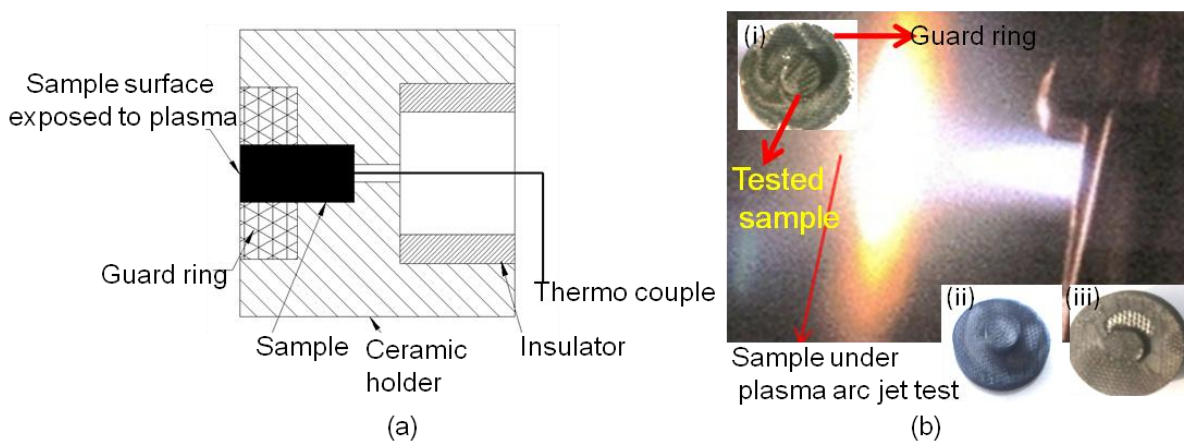 Sample surface
exposed to plasma
Guard ring
Sample
Ceramic
holder
Insulator
Thermo couple
(a)
(i)
Guard ring
Tested
sample
(ii)
(iii)
Sample under
plasma arc jet test
(b)